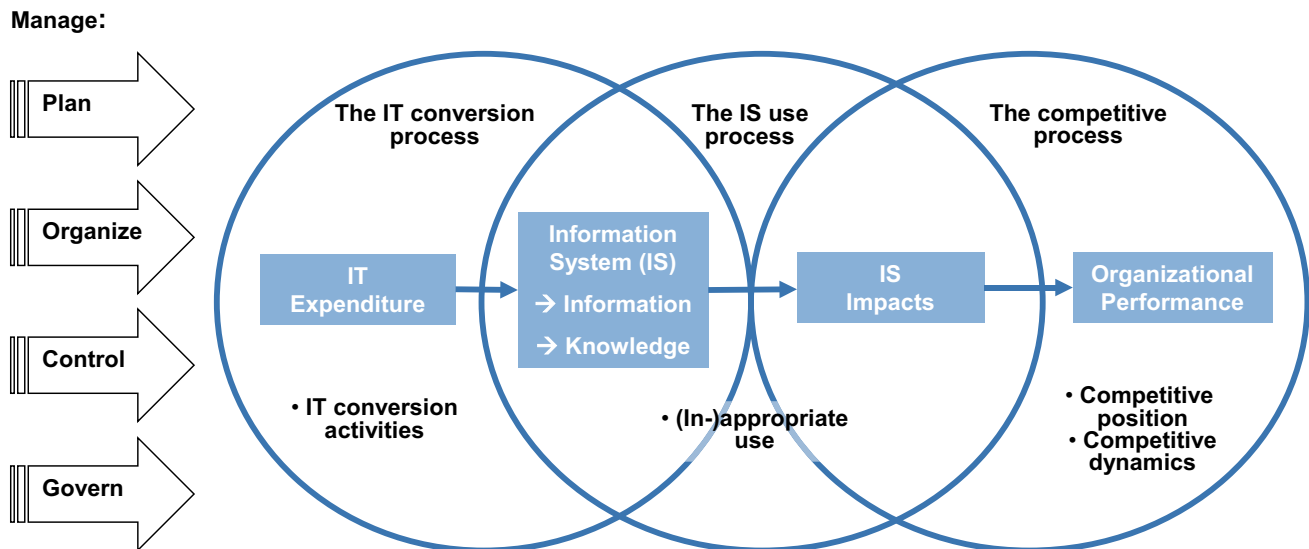 Manage:
Plan
Organize
Control
Govern
The IT conversion
process
The IS use
process
The competitive
process
IT
Expenditure
Information
System (IS)
→ Information
→ Knowledge
IS
Impacts
Organizational
Performance
• IT conversion
activities
• (In-)appropriate
use
• Competitive
position
• Competitive
dynamics